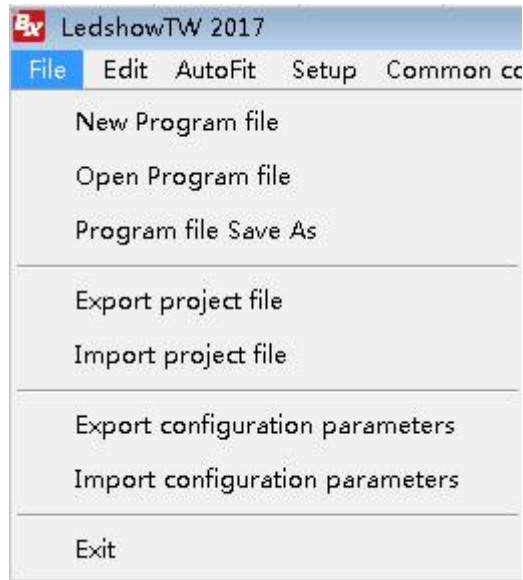 BX LedshowTW 2017
File Edit AutoFit Setup Common
New Program file
Open Program file
Program file Save As
Export project file
Import project file
Export configuration parameters
Import configuration parameters
Exit